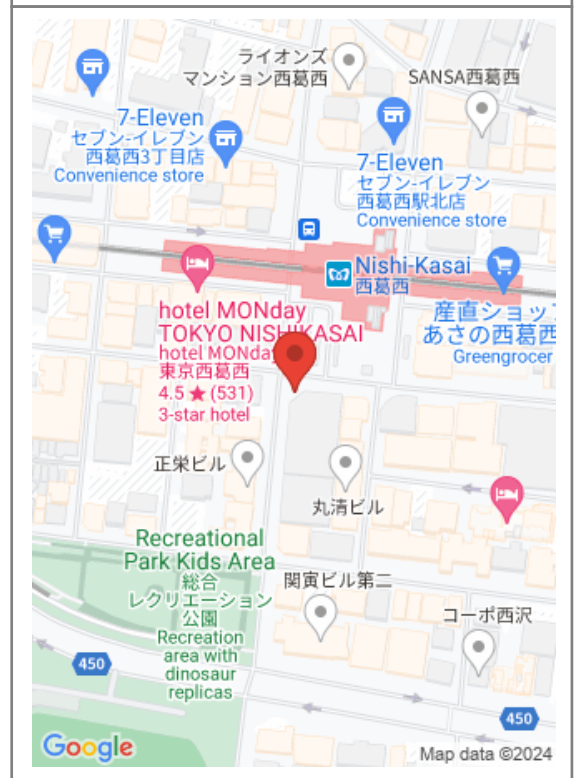 ライオンズ
マンション西葛西
SANSA西葛西
7-Eleven
セブン-イレブン
西葛西3丁目店
Convenience store
7-Eleven
セブン-イレブン
西葛西駅北店
Convenience store
Nishi-Kasai
西葛西
hotel MONday
TOKYO NISHIKASAI
hotel MONday
東京西葛西
4.5 ★ (531)
3-star hotel
産直ショッ
あさの西葛西
Greengrocer
正栄ビル
丸清ビル
Recreational
Park Kids Area
総合
レクリエーション
公園
Recreation
area with
dinosaur
replicas
関寅ビル第二
コーポ西沢
450
450
Google
Map data ©2024